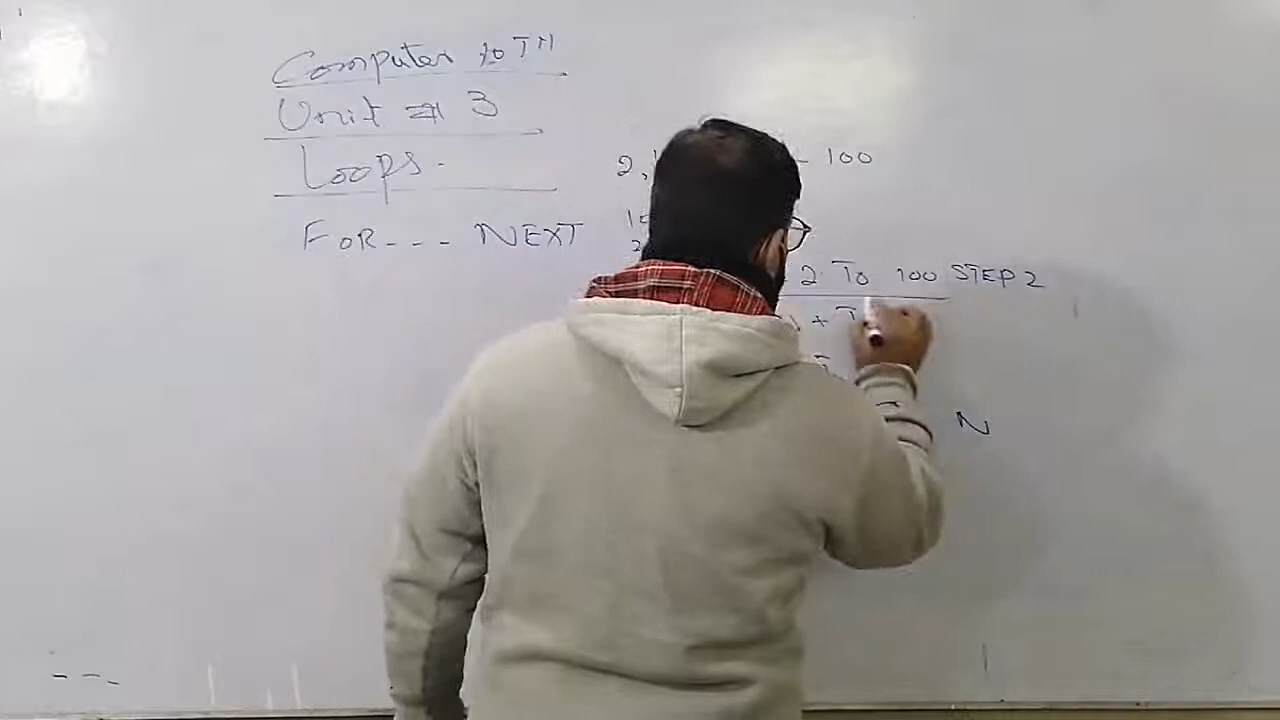 Computer 10TH
Unit # 3
Loops.
FOR--- NEXT
2,
- 100
2 TO 100 STEP 2
+
N